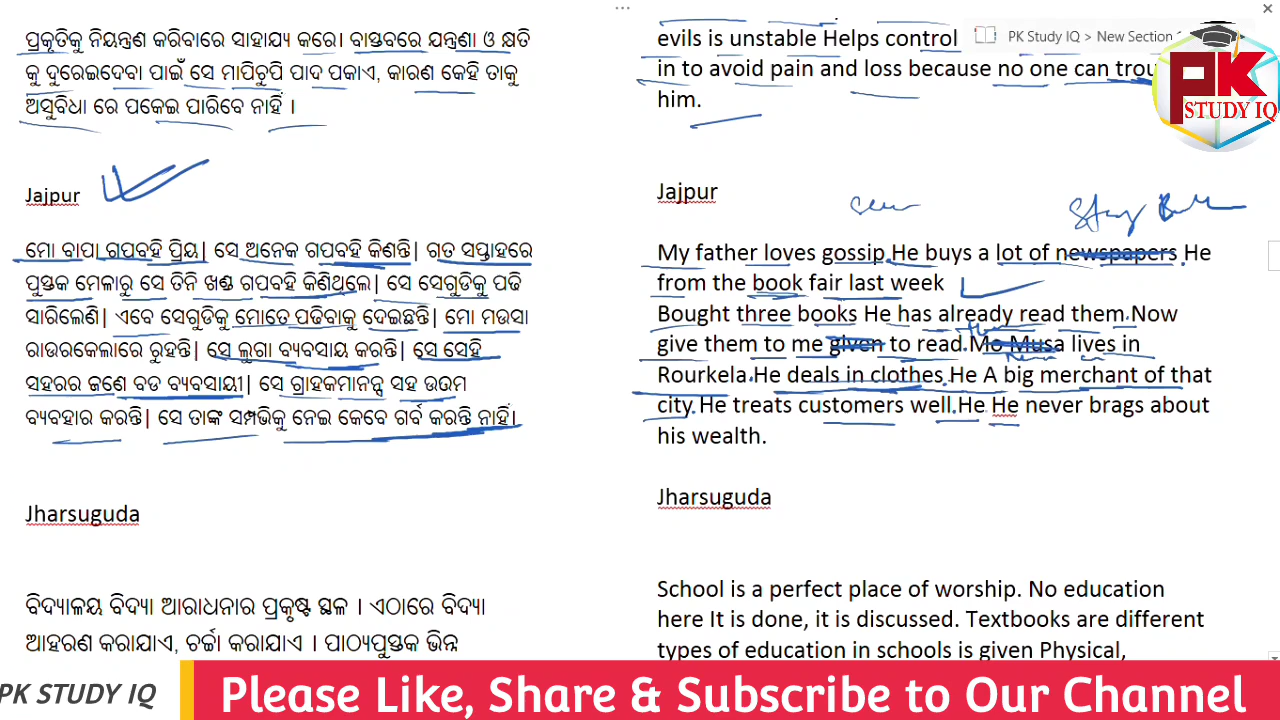 ପ୍ରକୃତିକୁ ନିୟନ୍ତ୍ରଣ କରିବାରେ ସାହାଯ୍ୟ କରେ। ବାସ୍ତବରେ ଯନ୍ତ୍ରଣା ଓ କ୍ଷତି
କୁ ଦୁରେଇଦେବା ପାଇଁ ସେ ମାପିଚୁପି ପାଦ ପକାଏ, କାରଣ କେହି ତାକୁ
ଅସୁବିଧା ରେ ପକେଇ ପାରିବେ ନାହିଁ ।
Jajpur
ମୋ ବାପା ଗପବହି ପ୍ରିୟ| ସେ ଅନେକ ଗପବହି କିଣନ୍ତି| ଗତ ସପ୍ତାହରେ
ପୁସ୍ତକ ମେଳାରୁ ସେ ତିନି ଖଣ୍ଡ ଗପବହି କିଣିଥିଲେ| ସେ ସେଗୁଡିକୁ ପଢି
ସାରିଲେଣି| ଏବେ ସେଗୁଡିକୁ ମୋତେ ପଢିବାକୁ ଦେଇଛନ୍ତି| ମୋ ମଉସା
ରାଉରକେଲାରେ ରୁହନ୍ତି| ସେ ଲୁଗା ବ୍ୟବସାୟ କରନ୍ତି| ସେ ସେହି
ସହରର ଜଣେ ବଡ ବ୍ୟବସାୟୀ| ସେ ଗ୍ରାହକମାନଙ୍କ ସହ ଉତ୍ତମ
ବ୍ୟବହାର କରନ୍ତି| ସେ ତାଙ୍କ ସମ୍ପତ୍ତିକୁ ନେଇ କେବେ ଗର୍ବ କରନ୍ତି ନାହିଁ।
Jharsuguda
ବିଦ୍ୟାଳୟ ବିଦ୍ୟା ଆରାଧନାର ପ୍ରକୃଷ୍ଟ ସ୍ଥଳ । ଏଠାରେ ବିଦ୍ୟା
ଆହରଣ କରାଯାଏ, ଚର୍ଚ୍ଚା କରାଯାଏ । ପାଠ୍ୟପୁସ୍ତକ ଭିନ୍ନ
evils is unstable Helps control
in to avoid pain and loss because no one can
him.
Jajpur
My father loves gossip.He buys a lot of newspapers He
from the book fair last week
Bought three books He has already read them.Now
give them to me given to read.Mo Musa lives in
Rourkela.He deals in clothes.He A big merchant of that
city.He treats customers well.He He never brags about
his wealth.
Jharsuguda
School is a perfect place of worship. No education
here It is done, it is discussed. Textbooks are different
types of education in schools is given Physical,
PK Study IQ > New Section
PK
STUDY IQ
PK STUDY IQ
Please Like, Share & Subscribe to Our Channel